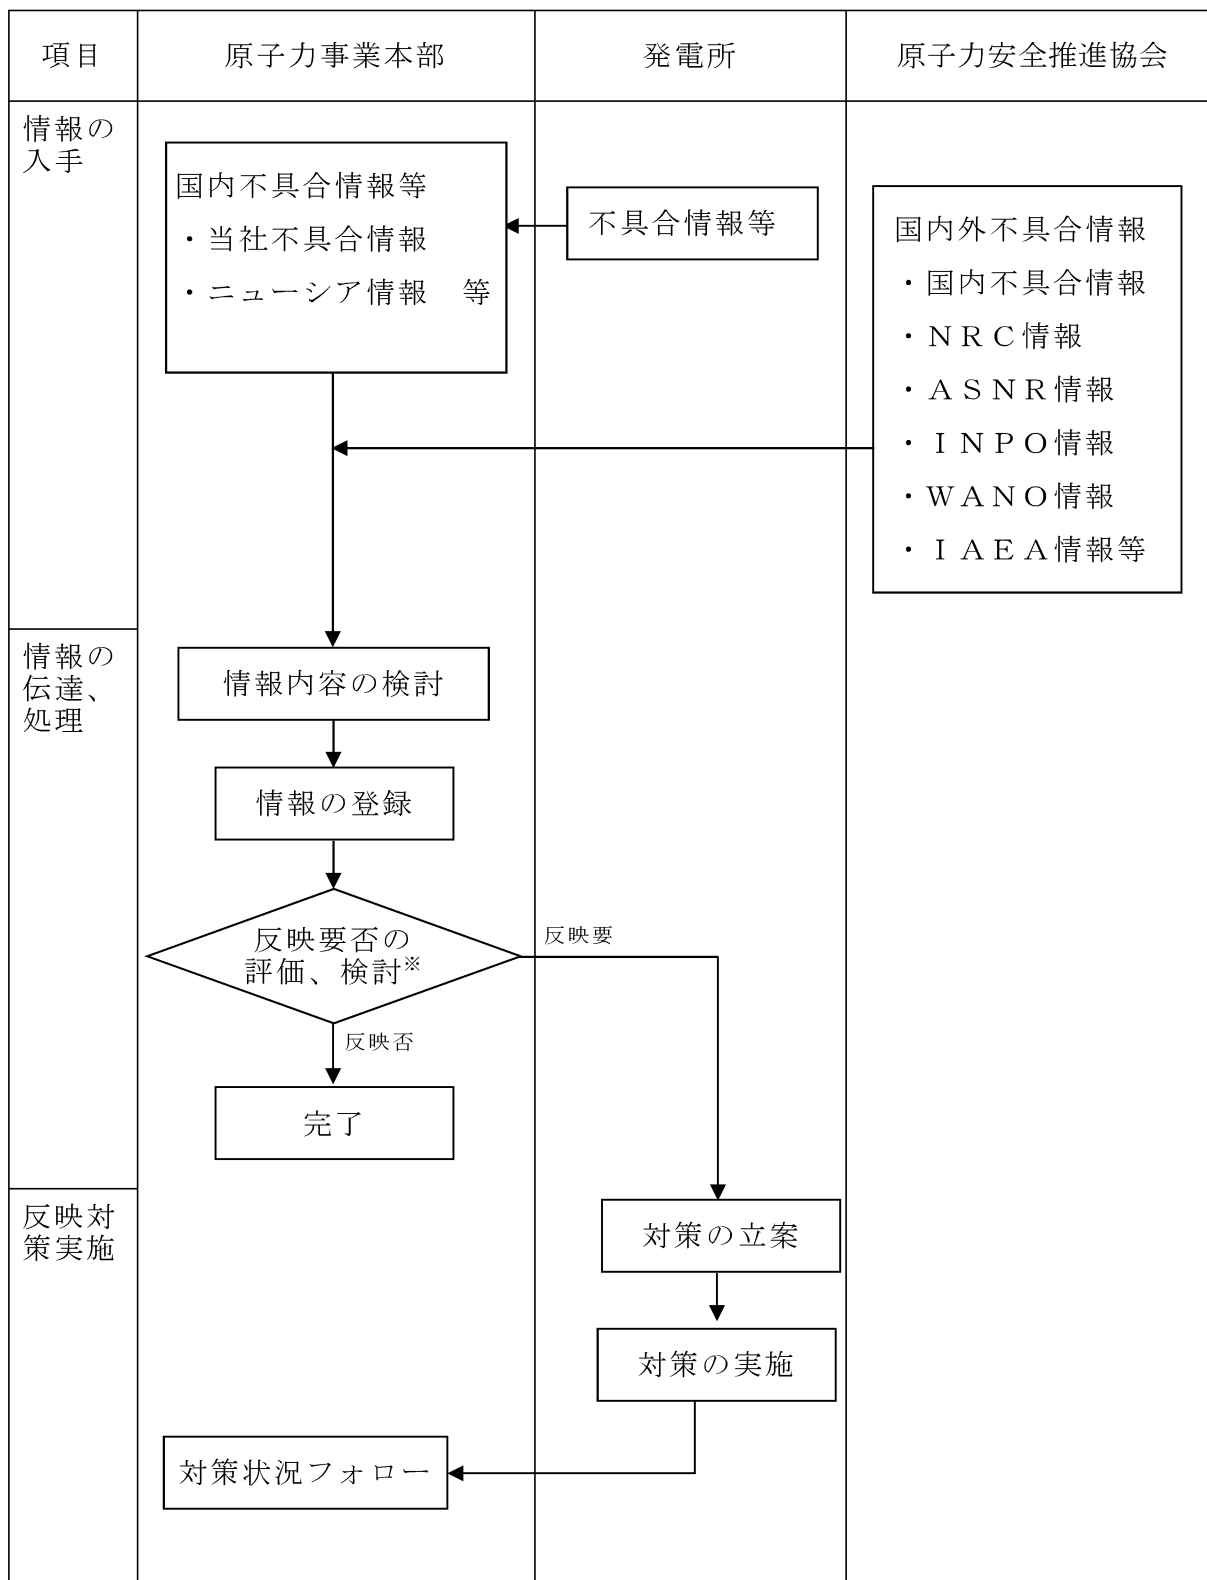 項目
原子力事業本部
発電所
原子力安全推進協会
情報の
入手
国内不具合情報等
・当社不具合情報
・ニューシア情報　等
不具合情報等
国内外不具合情報
・国内不具合情報
・ＮＲＣ情報
・ＡＳＮＲ情報
・ＩＮＰＯ情報
・ＷＡＮＯ情報
・ＩＡＥＡ情報等
情報の
伝達、
処理
情報内容の検討
情報の登録
反映要否の
評価、検討※
反映要
反映否
完了
反映対
策実施
対策の立案
対策の実施
対策状況フォロー